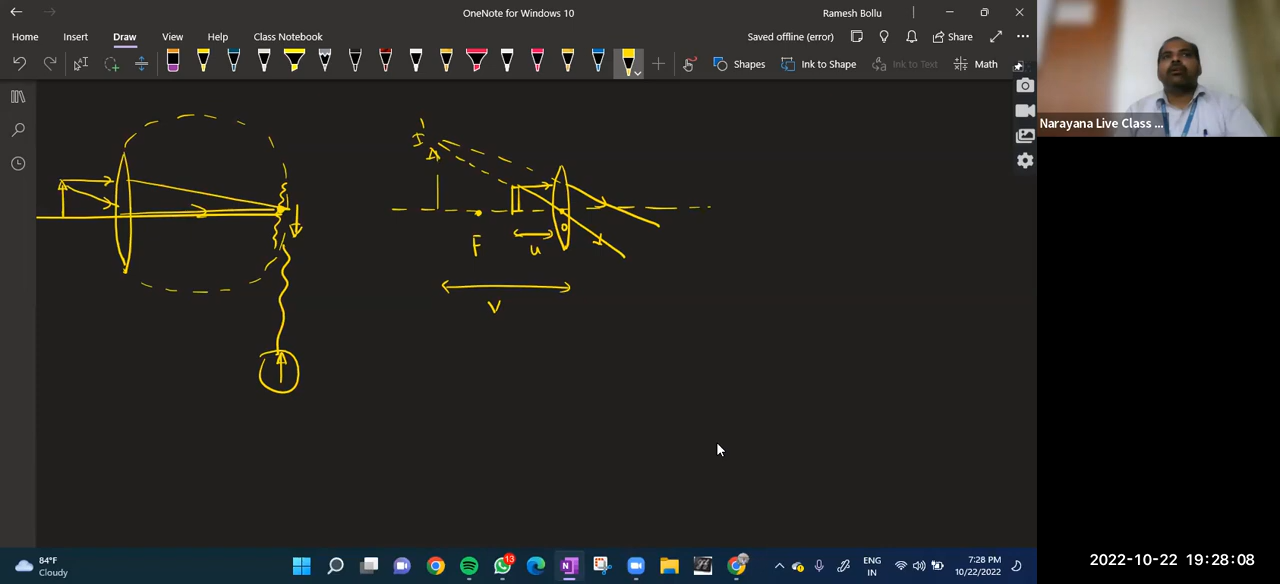 OneNote for Windows 10
Ramesh Bollu
Home Insert Draw View Help Class Notebook
Saved offline (error) Share
Shapes Ink to Shape Ink to Text Math
Narayana Live Class ...
I'
F
u
O
V
84°F
Cloudy
13
ENG
IN
7:28 PM
10/22/2022
2022-10-22 19:28:08